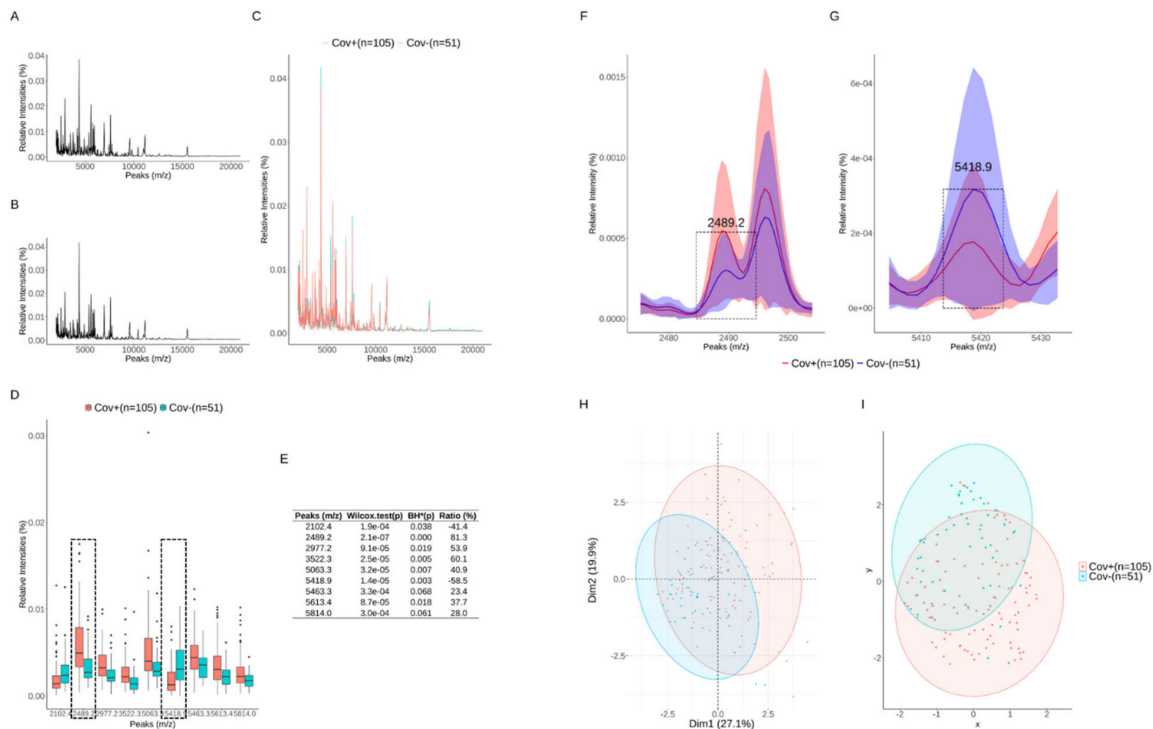 A
Relative Intensities (%)
0.04
0.03
0.02
0.01
0.00
5000 10000 15000 20000
Peaks (m/z)
B
Relative Intensities (%)
0.04
0.03
0.02
0.01
0.00
5000 10000 15000 20000
Peaks (m/z)
C
Cov+(n=105) Cov-(n=51)
Relative Intensities (%)
0.04
0.03
0.02
0.01
0.00
5000 10000 15000 20000
Peaks (m/z)
D
Cov+(n=105) Cov-(n=51)
Relative Intensities (%)
0.03
0.02
0.01
0.00
2102.4 2489.2 2977.2 3522.3 5063.3 5418.9 5463.3 5613.4 5814.0
Peaks (m/z)
E
Peaks (m/z) Wilcox.test(p) BH*(p) Ratio (%)
2102.4 1.9e-04 0.038 -41.4
2489.2 2.1e-07 0.000 81.3
2977.2 9.1e-05 0.019 53.9
3522.3 2.5e-05 0.005 60.1
5063.3 3.2e-05 0.007 40.9
5418.9 1.4e-05 0.003 -58.5
5463.3 3.3e-04 0.068 23.4
5613.4 8.7e-05 0.018 37.7
5814.0 3.0e-04 0.061 28.0
F
Relative Intensity (%)
0.0015
0.0010
0.0005
0.0000
2489.2
2480 2490 2500
Peaks (m/z)
G
Relative Intensity (%)
6e-04
4e-04
2e-04
0e+00
5418.9
5410 5420 5430
Peaks (m/z)
Cov+(n=105) Cov-(n=51)
H
Dim2 (19.9%)
2.5
0.0
-2.5
-2.5 0.0 2.5
Dim1 (27.1%)
I
y
2
0
-2
-2 -1 0 1 2
x
Cov+(n=105)
Cov-(n=51)